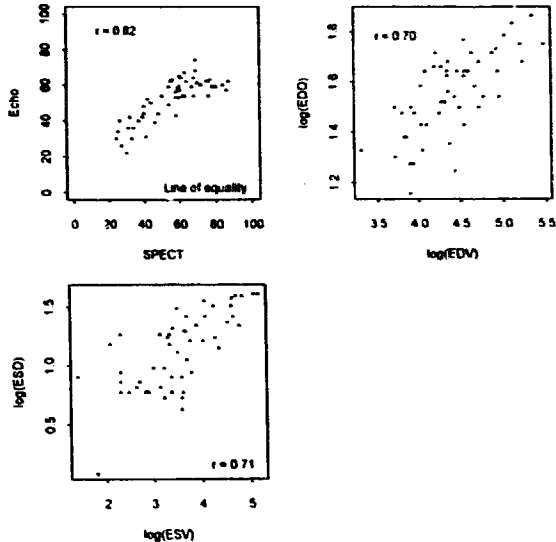 100
80
60
40
20
0
Echo
r = 0.82
Line of equality
0 20 40 60 80 100
SPECT
1.8
1.6
1.4
1.2
log(EDD)
r = 0.70
3.5 4.0 4.5 5.0 5.5
log(EDV)
1.5
1.0
0.5
log(ESD)
r = 0.71
2 3 4 5
log(ESV)